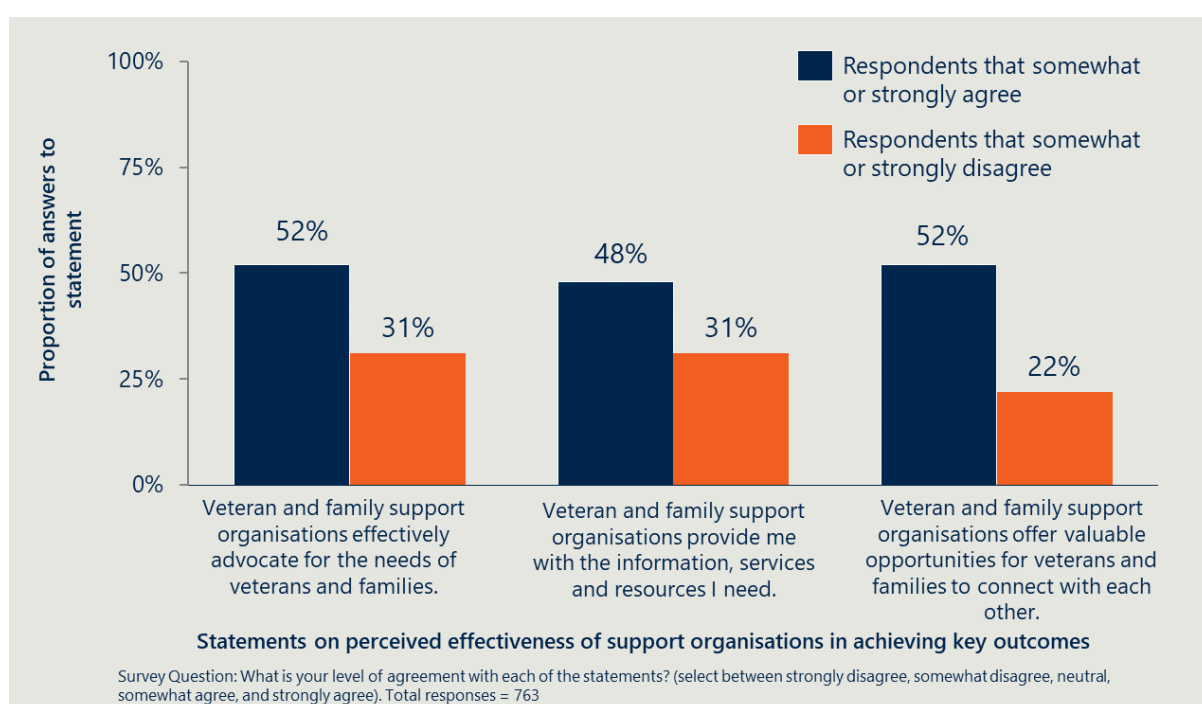 100%
75%
50%
25%
0%
Proportion of answers to
statement
Respondents that somewhat
or strongly agree
Respondents that somewhat
or strongly disagree
52%
31%
48%
31%
52%
22%
Veteran and family support
organisations effectively
advocate for the needs of
veterans and families.
Veteran and family support
organisations provide me
with the information, services
and resources I need.
Veteran and family support
organisations offer valuable
opportunities for veterans and
families to connect with each
other.
Statements on perceived effectiveness of support organisations in achieving key outcomes
Survey Question: What is your level of agreement with each of the statements? (select between strongly disagree, somewhat disagree, neutral,
somewhat agree, and strongly agree). Total responses = 763